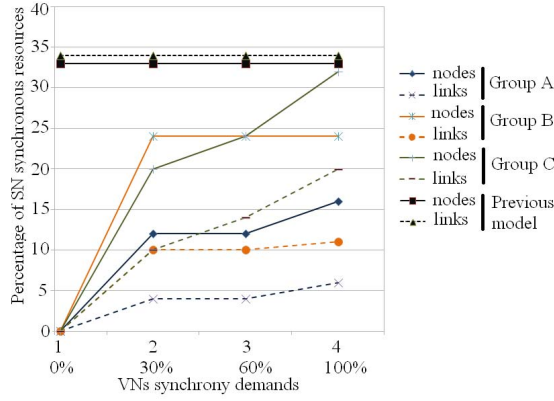 Percentage of SN synchronous resources
40
35
30
25
20
15
10
5
0
1 2 3 4
0% 30% 60% 100%
VNs synchrony demands
nodes
links
Group A
nodes
links
Group B
nodes
links
Group C
nodes
links
Previous
model